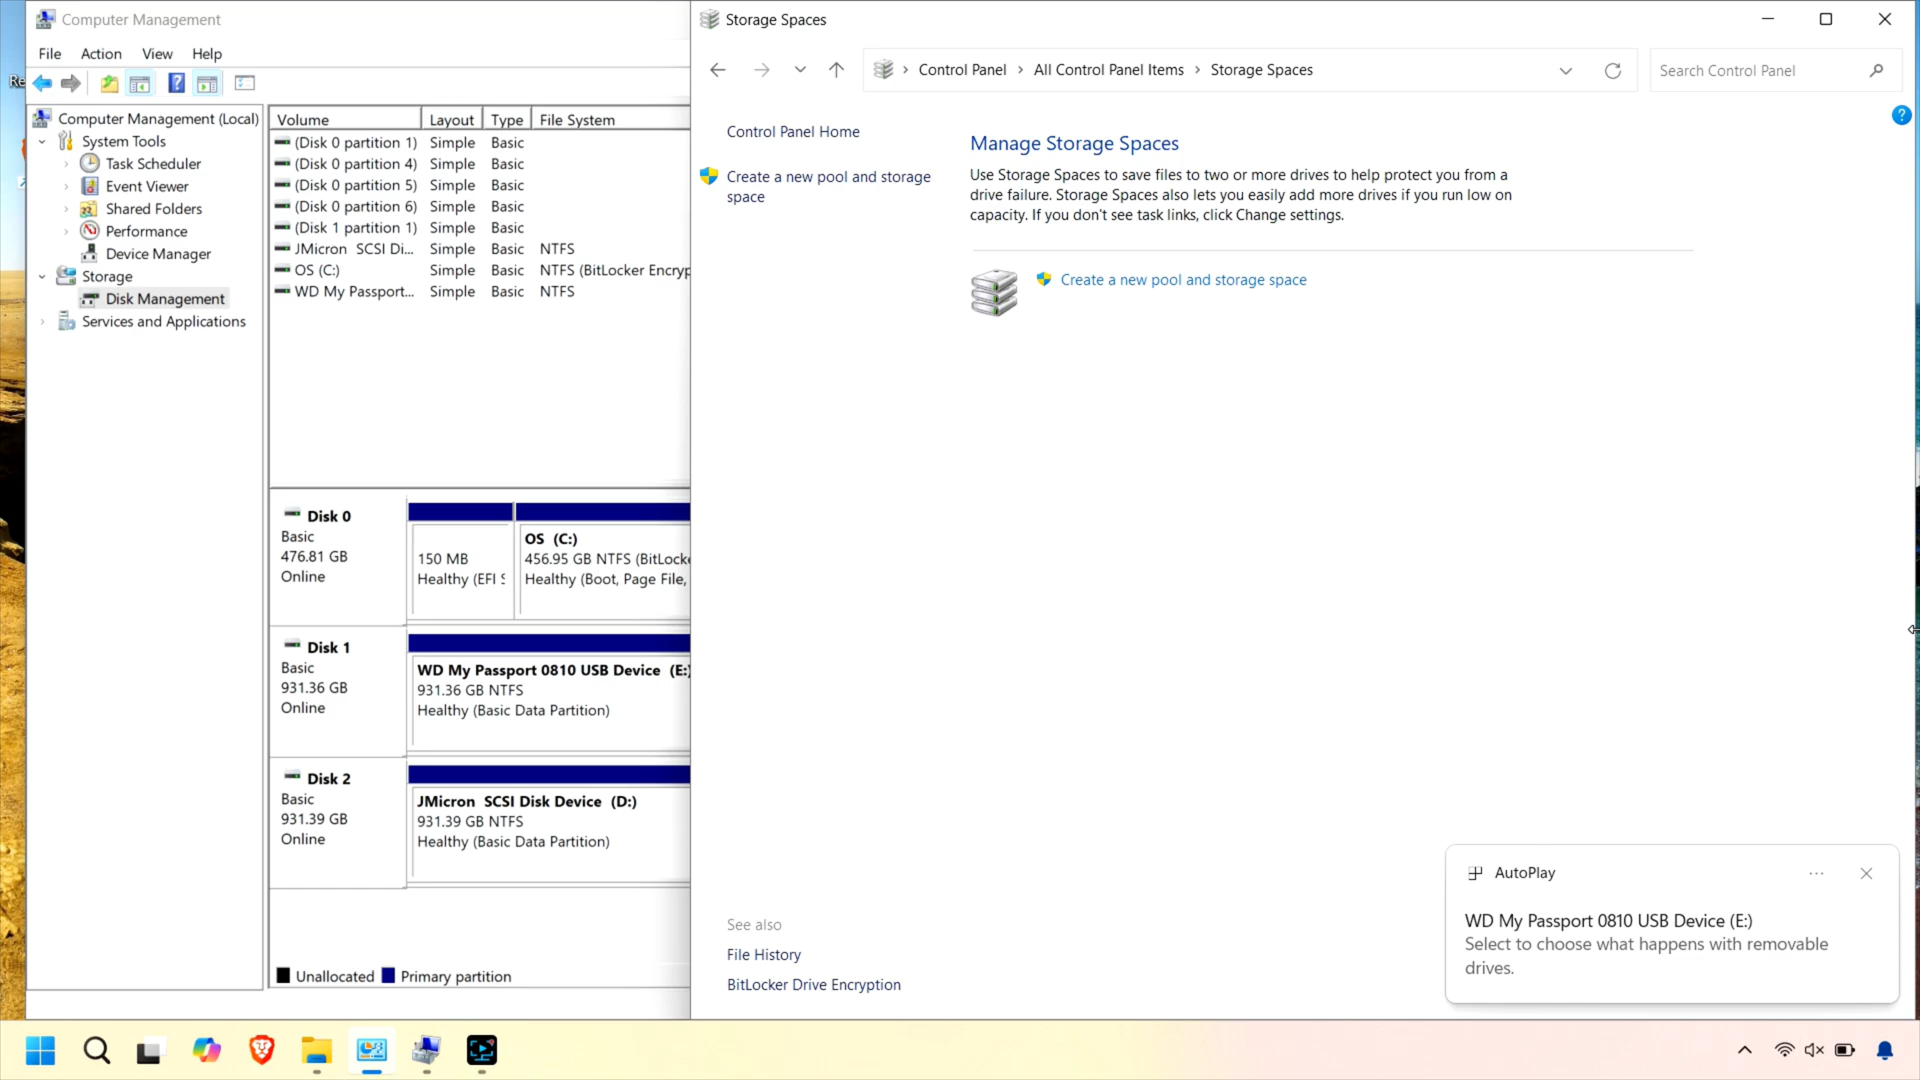 Re
Computer Management
File Action View Help
Computer Management (Local)
System Tools
Task Scheduler
Event Viewer
Shared Folders
Performance
Device Manager
Storage
Disk Management
Services and Applications
Volume Layout Type File System
(Disk 0 partition 1) Simple Basic
(Disk 0 partition 4) Simple Basic
(Disk 0 partition 5) Simple Basic
(Disk 0 partition 6) Simple Basic
(Disk 1 partition 1) Simple Basic
JMicron SCSI Di... Simple Basic NTFS
OS (C:) Simple Basic NTFS (BitLocker Encryp
WD My Passport... Simple Basic NTFS
Disk 0
Basic
476.81 GB
Online
150 MB
Healthy (EFI S
OS (C:)
456.95 GB NTFS (BitLocke
Healthy (Boot, Page File,
Disk 1
Basic
931.36 GB
Online
WD My Passport 0810 USB Device (E:)
931.36 GB NTFS
Healthy (Basic Data Partition)
Disk 2
Basic
931.39 GB
Online
JMicron SCSI Disk Device (D:)
931.39 GB NTFS
Healthy (Basic Data Partition)
Unallocated Primary partition
Storage Spaces
Control Panel All Control Panel Items Storage Spaces
Search Control Panel
Control Panel Home
Create a new pool and storage
space
Manage Storage Spaces
Use Storage Spaces to save files to two or more drives to help protect you from a
drive failure. Storage Spaces also lets you easily add more drives if you run low on
capacity. If you don't see task links, click Change settings.
Create a new pool and storage space
See also
File History
BitLocker Drive Encryption
AutoPlay
WD My Passport 0810 USB Device (E:)
Select to choose what happens with removable
drives.